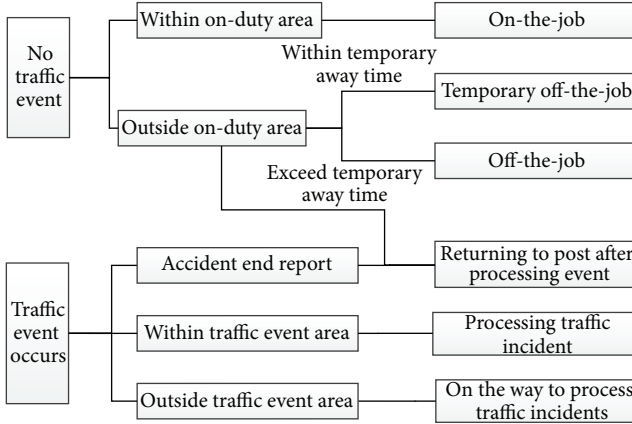 No
traffic
event
Within on-duty area
On-the-job
Within temporary
away time
Temporary off-the-job
Outside on-duty area
Off-the-job
Exceed temporary
away time
Traffic
event
occurs
Accident end report
Returning to post after
processing event
Within traffic event area
Processing traffic
incident
Outside traffic event area
On the way to process
traffic incidents